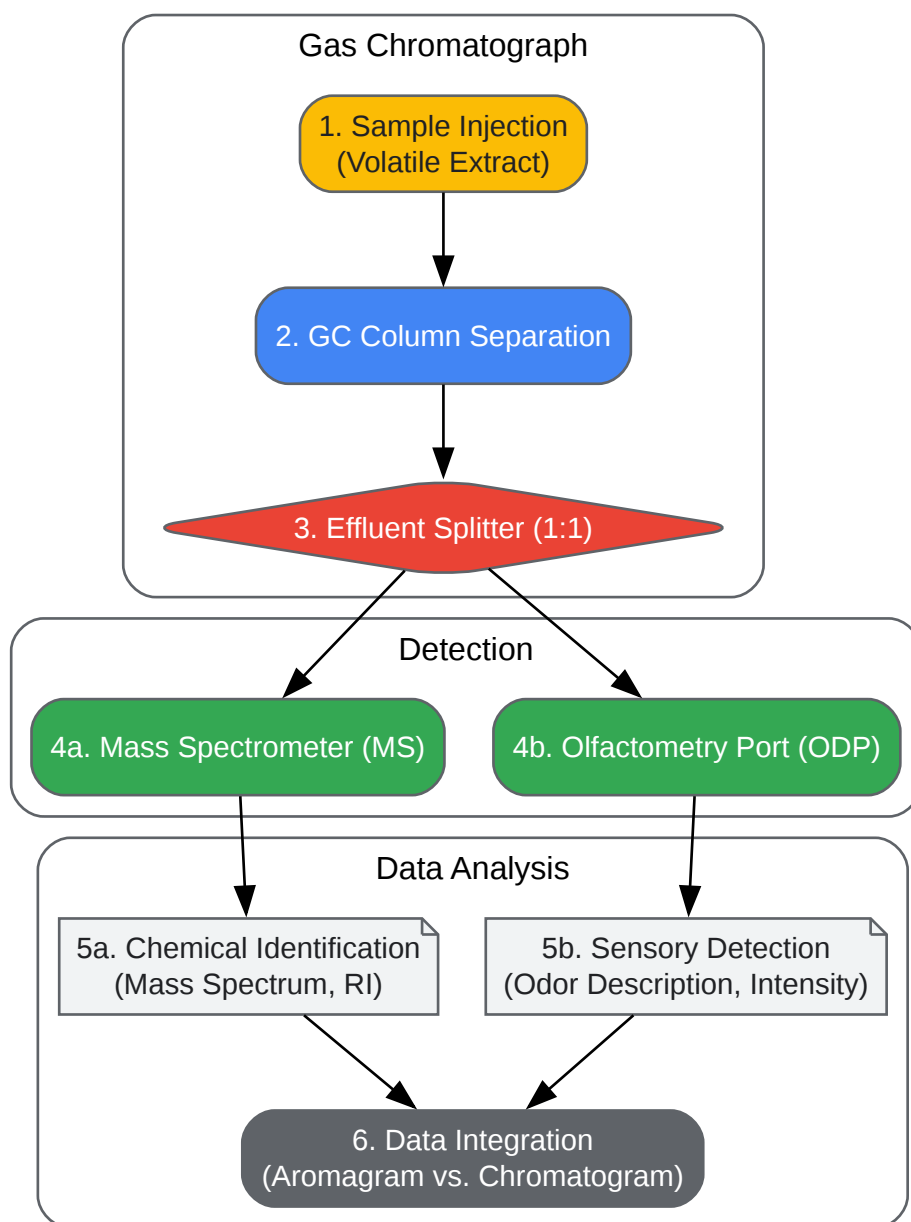 Gas Chromatograph
1. Sample Injection
(Volatile Extract)
2. GC Column Separation
3. Effluent Splitter (1:1)
Detection
4a. Mass Spectrometer (MS)
4b. Olfactometry Port (ODP)
Data Analysis
5a. Chemical Identification
(Mass Spectrum, RI)
5b. Sensory Detection
(Odor Description, Intensity)
6. Data Integration
(Aromagram vs. Chromatogram)